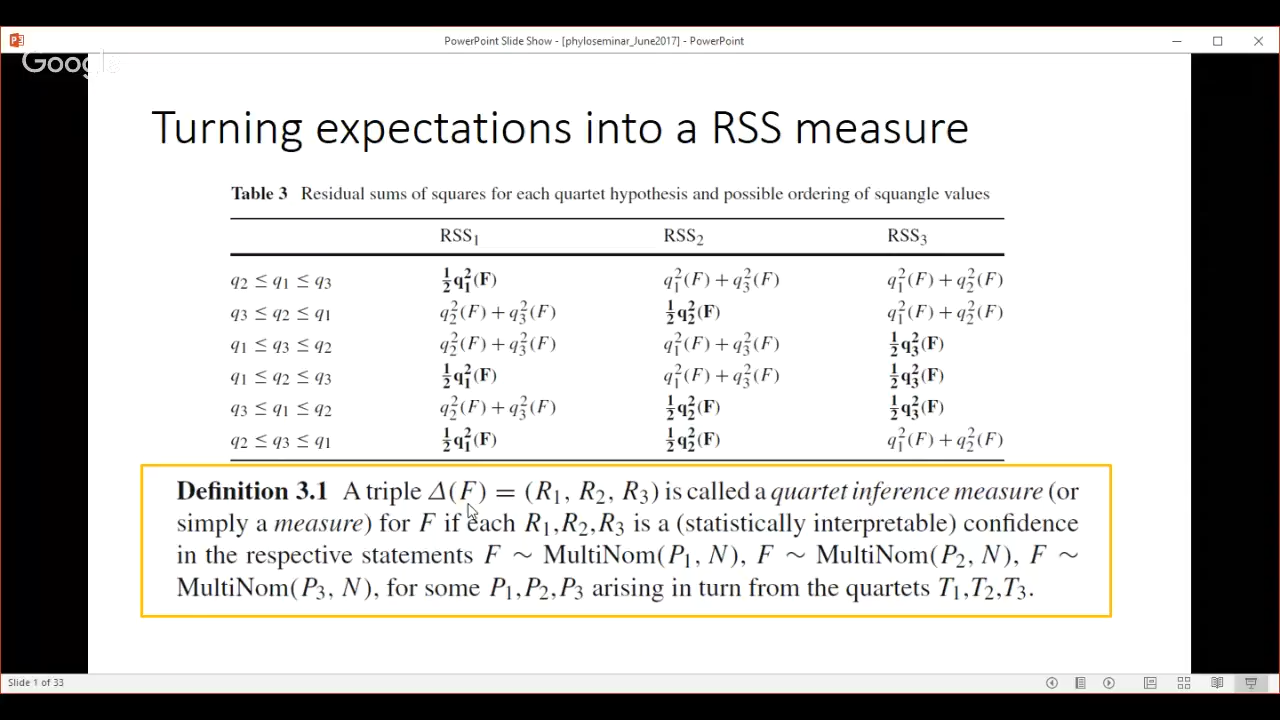 PowerPoint Slide Show - [phyloseminar_June2017] - PowerPoint
Google
Turning expectations into a RSS measure
Table 3 Residual sums of squares for each quartet hypothesis and possible ordering of squangle values
RSS₁ RSS₂ RSS₃
q₂ ≤ q₁ ≤ q₃ ½q₁²(F) q₁²(F) + q₃²(F) q₁²(F) + q₂²(F)
q₃ ≤ q₂ ≤ q₁ q₂²(F) + q₃²(F) ½q₂²(F) q₁²(F) + q₂²(F)
q₁ ≤ q₃ ≤ q₂ q₂²(F) + q₃²(F) q₁²(F) + q₃²(F) ½q₃²(F)
q₁ ≤ q₂ ≤ q₃ ½q₁²(F) q₁²(F) + q₃²(F) ½q₃²(F)
q₃ ≤ q₁ ≤ q₂ q₂²(F) + q₃²(F) ½q₂²(F) ½q₃²(F)
q₂ ≤ q₃ ≤ q₁ ½q₁²(F) ½q₂²(F) q₁²(F) + q₂²(F)
Definition 3.1 A triple Δ(F) = (R₁, R₂, R₃) is called a quartet inference measure (or
simply a measure) for F if each R₁,R₂,R₃ is a (statistically interpretable) confidence
in the respective statements F ∼ MultiNom(P₁, N), F ∼ MultiNom(P₂, N), F ∼
MultiNom(P₃, N), for some P₁,P₂,P₃ arising in turn from the quartets T₁,T₂,T₃.
Slide 1 of 33